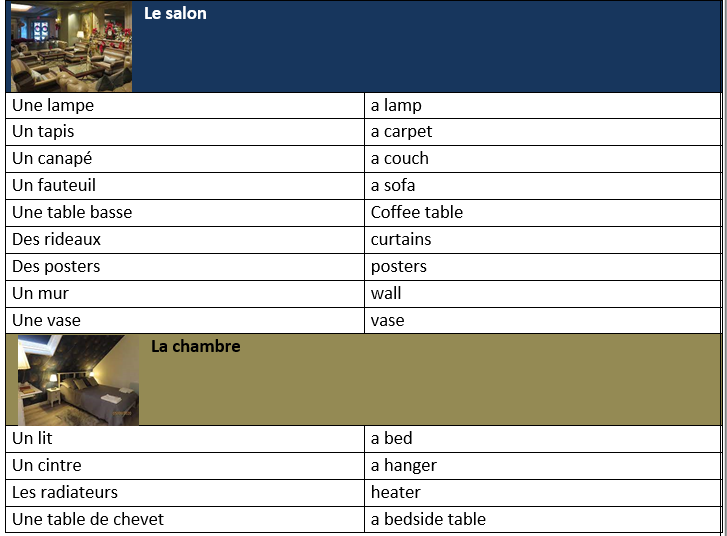 Le salon
Une lampe a lamp
Un tapis a carpet
Un canapé a couch
Un fauteuil a sofa
Une table basse Coffee table
Des rideaux curtains
Des posters posters
Un mur wall
Une vase vase
La chambre
Un lit a bed
Un cintre a hanger
Les radiateurs heater
Une table de chevet a bedside table